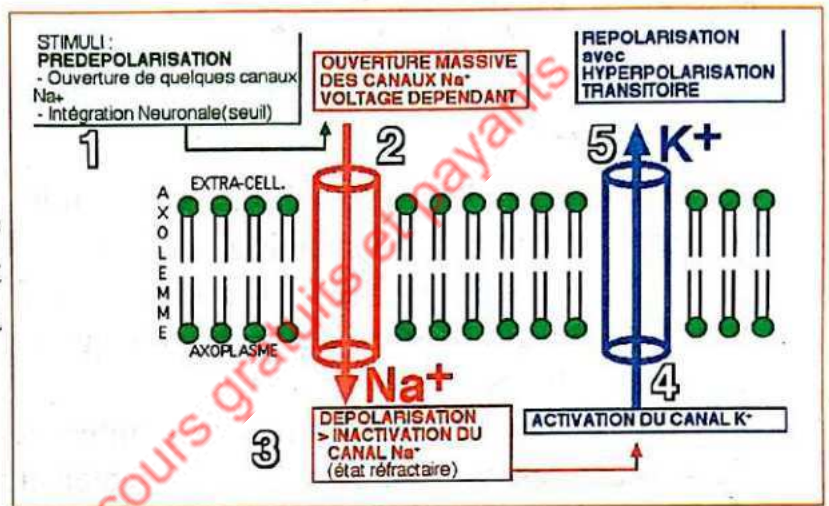 STIMULI :
PREDEPOLARISATION
- Ouverture de quelques canaux
Na+
- Intégration Neuronale(seuil)
1
OUVERTURE MASSIVE
DES CANAUX Na+
VOLTAGE DEPENDANT
2
REPOLARISATION
avec
HYPERPOLARISATION
TRANSITOIRE
5
K+
EXTRA-CELL.
AXOLEMME
AXOPLASME
Na+
3
DEPOLARISATION
> INACTIVATION DU
CANAL Na+
(état réfractaire)
4
ACTIVATION DU CANAL K+
cours gratuits et payants